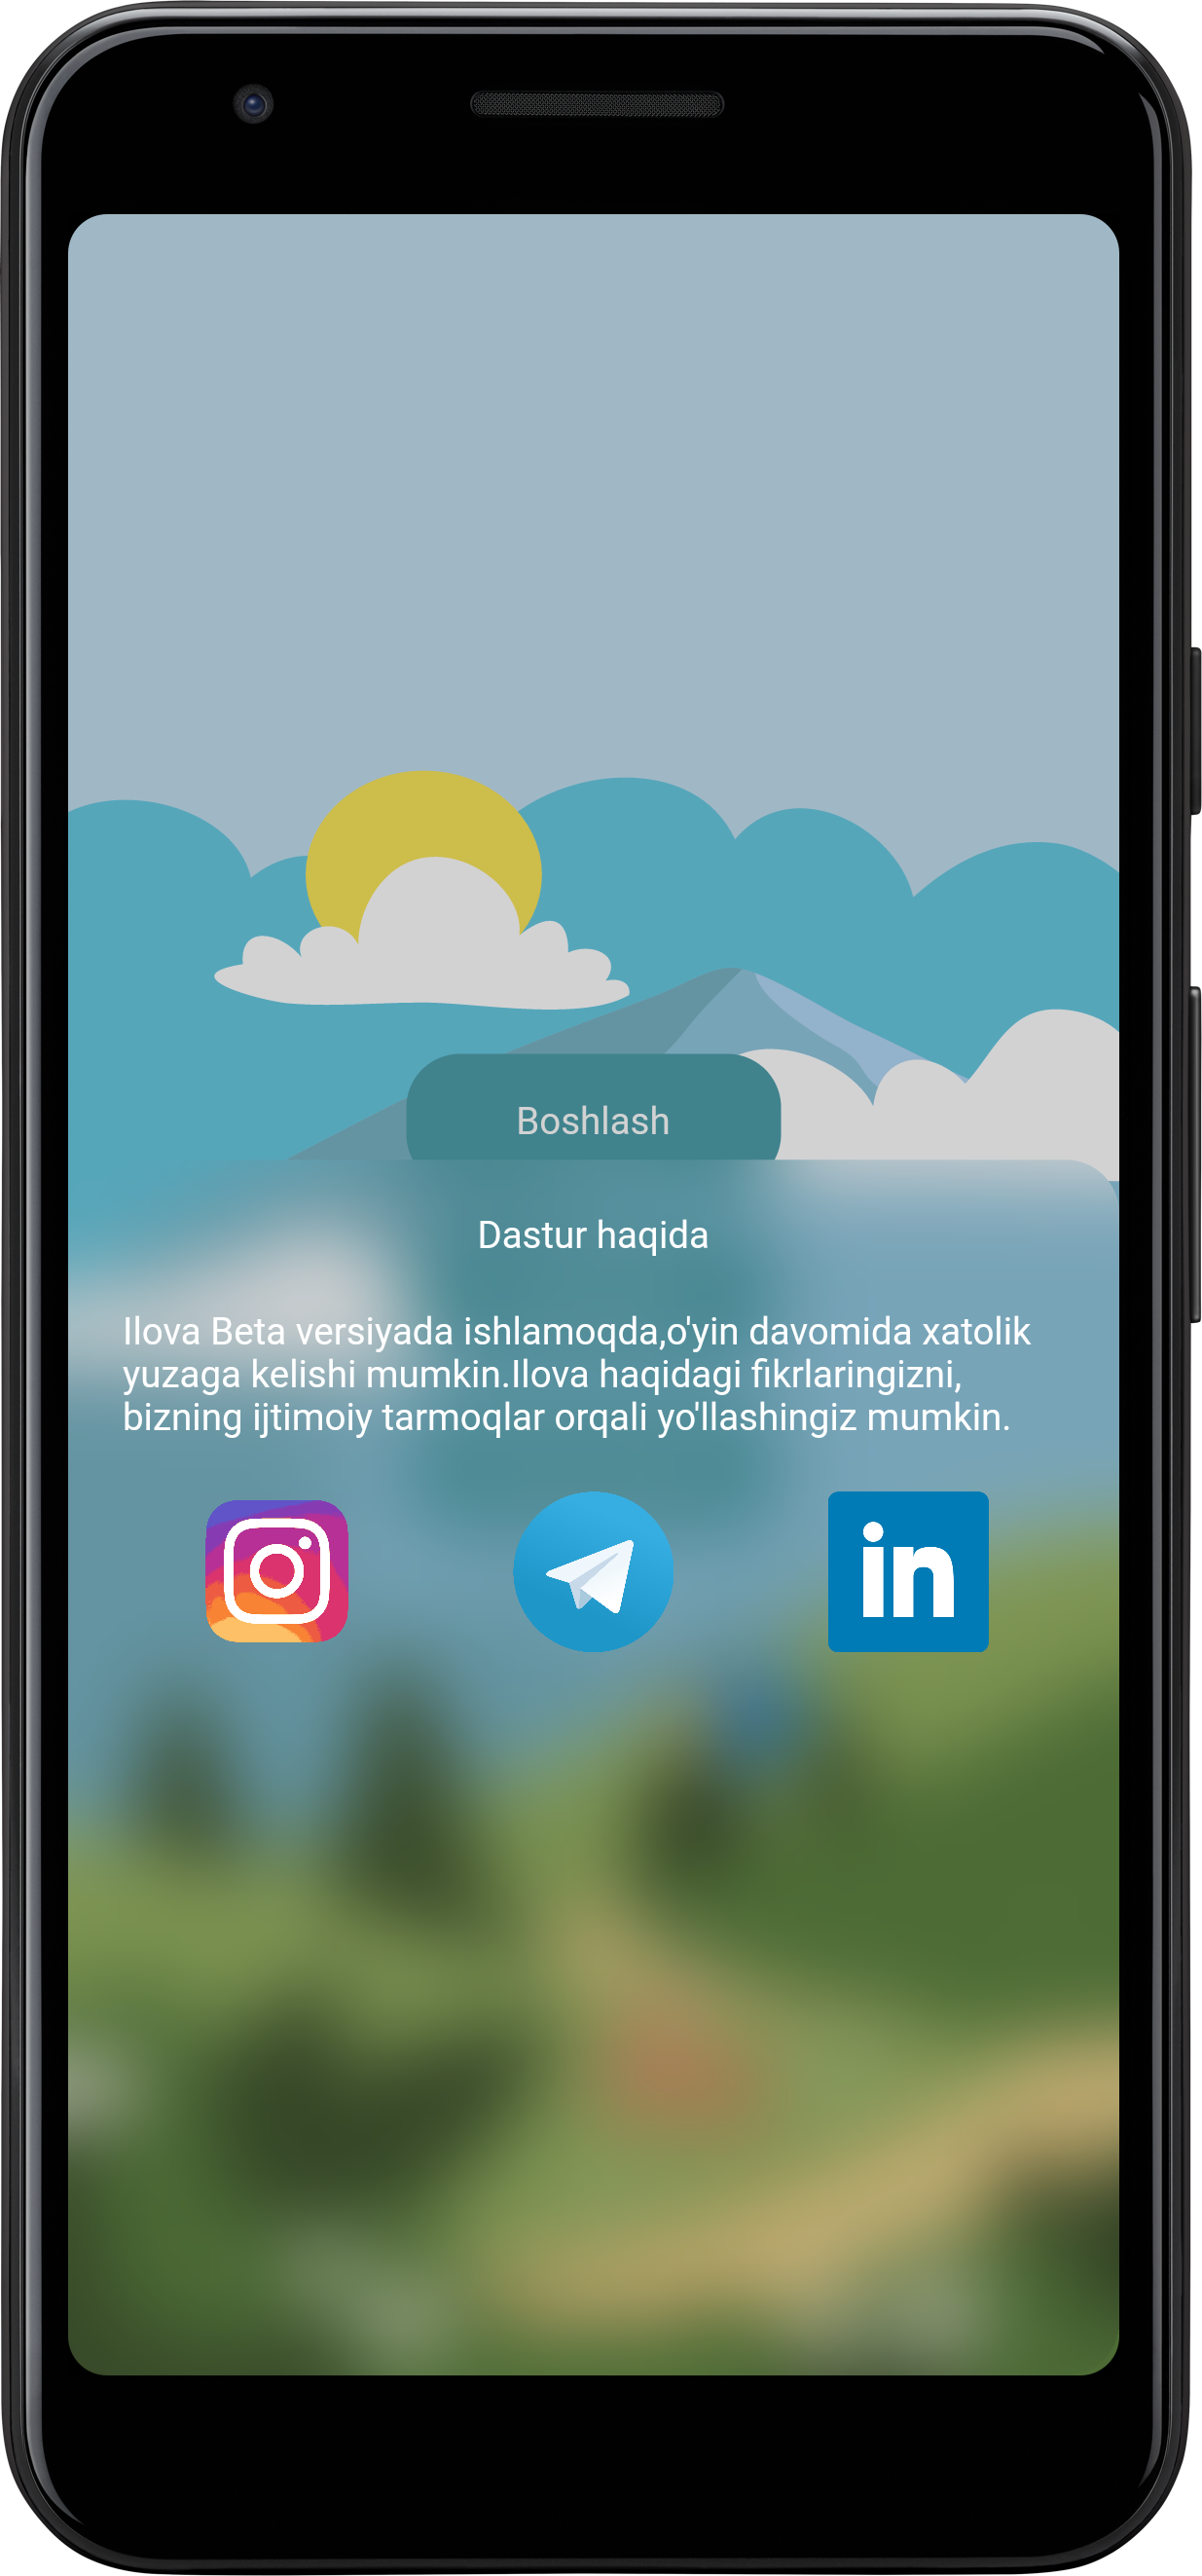 Boshlash
Dastur haqida
Ilova Beta versiyada ishlamoqda,o'yin davomida xatolik
yuzaga kelishi mumkin.Ilova haqidagi fikrlaringizni,
bizning ijtimoiy tarmoqlar orqali yo'llashingiz mumkin.
in